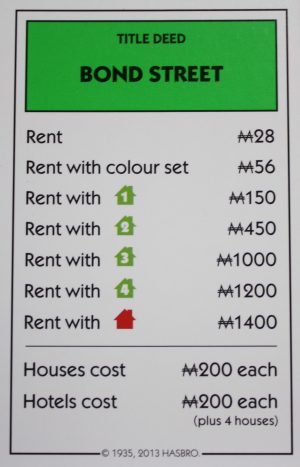 TITLE DEED
BOND STREET
Rent ₩28
Rent with colour set ₩56
Rent with 1 ₩150
Rent with 2 ₩450
Rent with 3 ₩1000
Rent with 4 ₩1200
Rent with ₩1400
Houses cost ₩200 each
Hotels cost ₩200 each
(plus 4 houses)
© 1935, 2013 HASBRO.